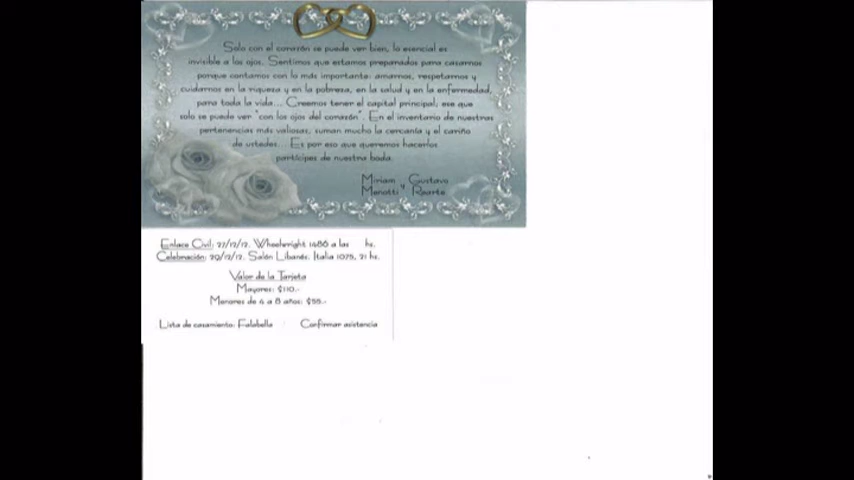 Solo con el corazón se puede ver bien, lo esencial es
invisible a los ojos. Sentimos que estamos preparados para casarnos
porque contamos con lo más importante: amarnos, respetarnos y
cuidarnos en la riqueza y en la pobreza, en la salud y en la enfermedad,
para toda la vida... Creemos tener el capital principal, ese que
solo se puede ver "con los ojos del corazón". En el inventario de nuestras
pertenencias más valiosas, suman mucho la cercanía y el cariño
de ustedes... Es por eso que queremos hacerlos
partícipes de nuestra boda.
Miriam Gustavo
Menotti y Roarte
Enlace Civil: 27/12/12. Wheelwright 1486 a las hs.
Celebración: 29/12/12. Salón Libanés: Italia 1075, 21 hs.
Valor de la Tarjeta
Mayores: $110.-
Menores de 4 a 8 años: $55.-
Lista de casamiento: Falabella Confirmar asistencia